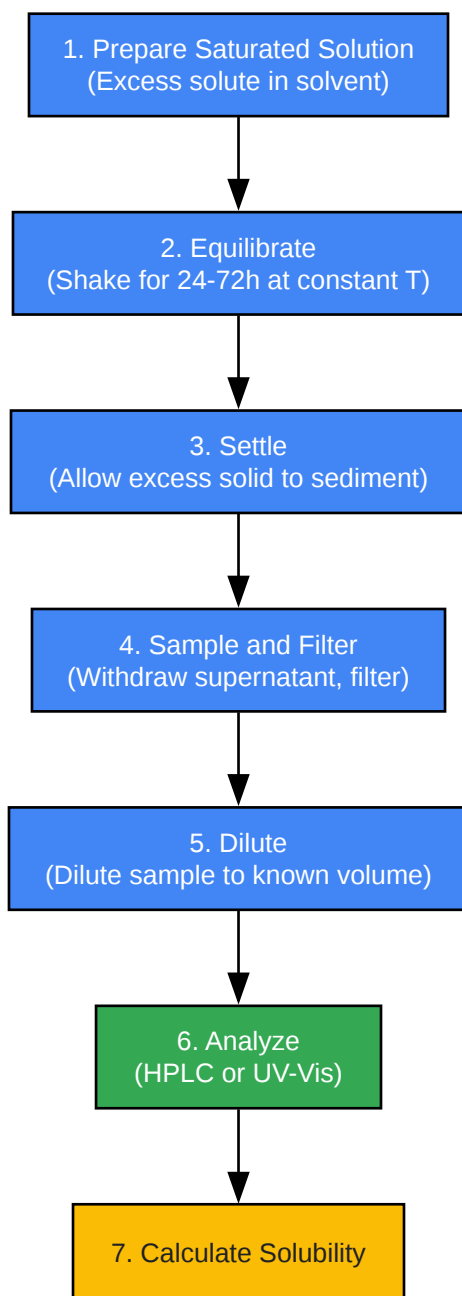 1. Prepare Saturated Solution
(Excess solute in solvent)
2. Equilibrate
(Shake for 24-72h at constant T)
3. Settle
(Allow excess solid to sediment)
4. Sample and Filter
(Withdraw supernatant, filter)
5. Dilute
(Dilute sample to known volume)
6. Analyze
(HPLC or UV-Vis)
7. Calculate Solubility